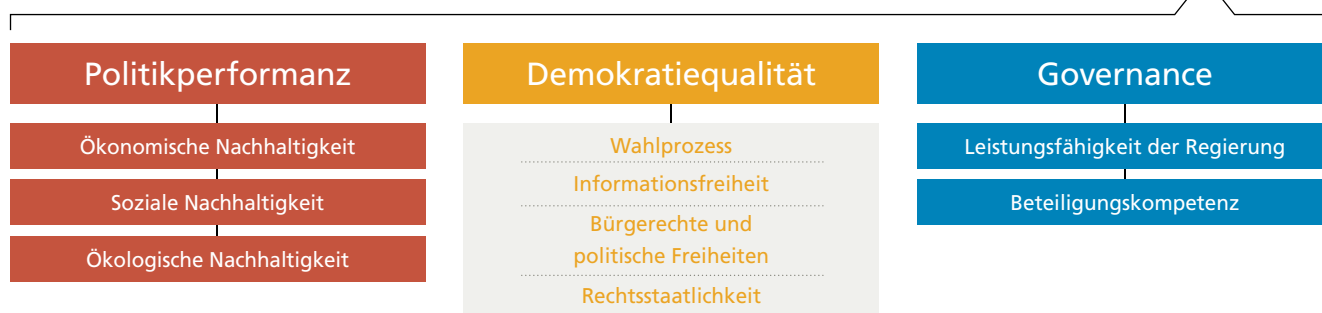 Politikperformanz
Ökonomische Nachhaltigkeit
Soziale Nachhaltigkeit
Ökologische Nachhaltigkeit
Demokratiequalität
Wahlprozess
Informationsfreiheit
Bürgerechte und
politische Freiheiten
Rechtsstaatlichkeit
Governance
Leistungsfähigkeit der Regierung
Beteiligungskompetenz